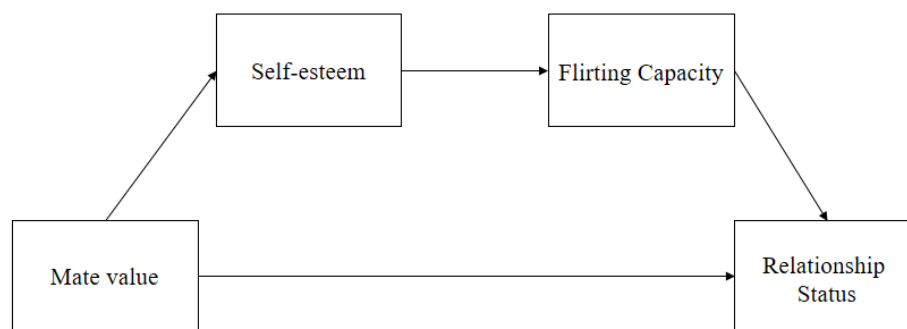 Self-esteem
Flirting Capacity
Mate value
Relationship
Status